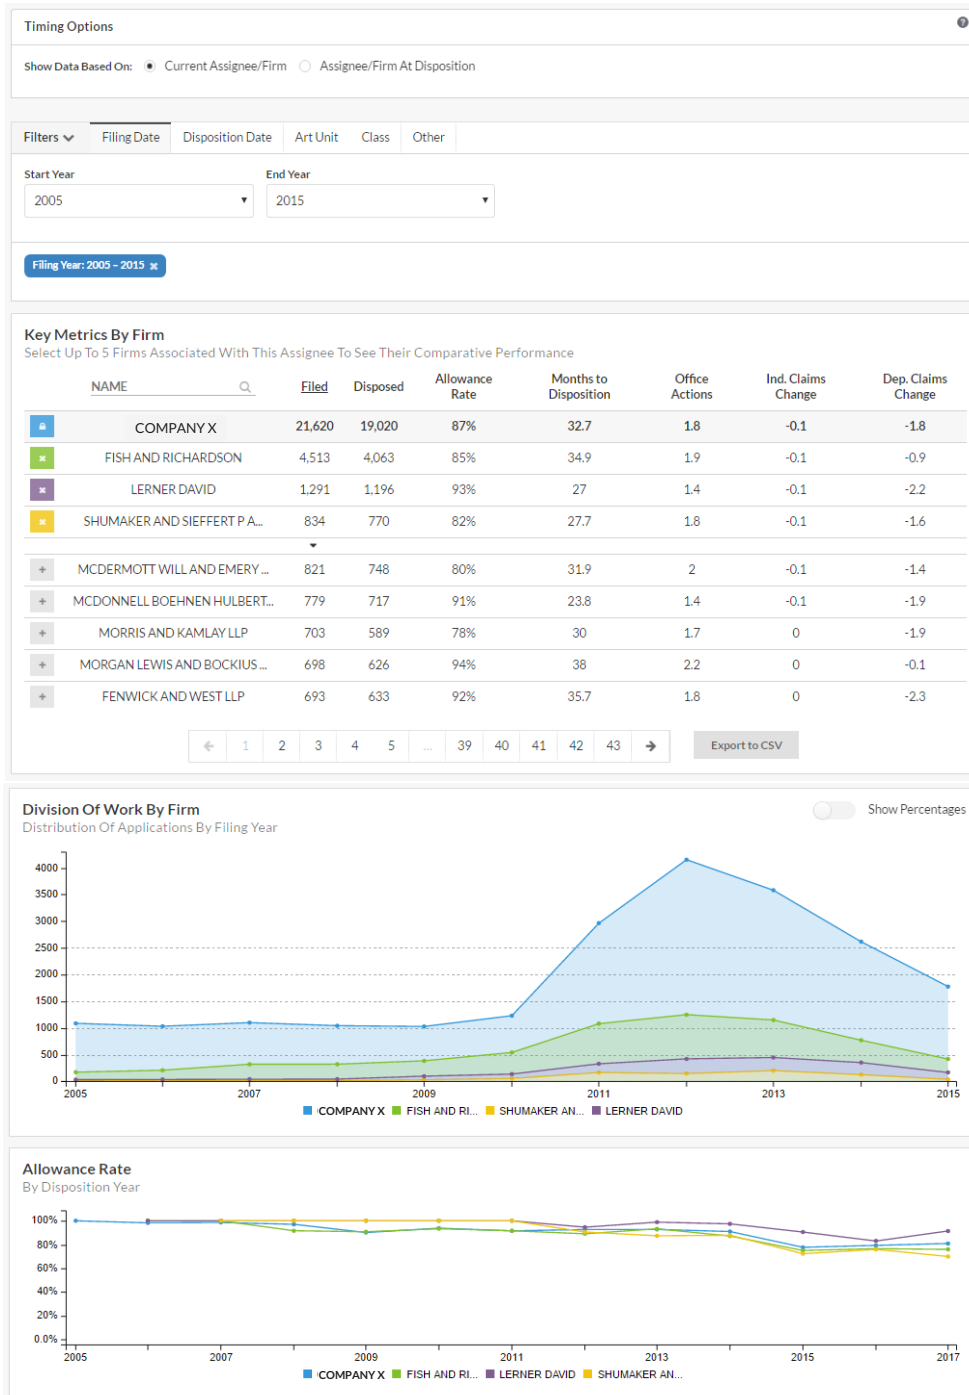 Timing Options
Show Data Based On: Current Assignee/Firm Assignee/Firm At Disposition
Filters Filing Date Disposition Date Art Unit Class Other
Start Year End Year
2005 2015
Filing Year: 2005 – 2015 ×
Key Metrics By Firm
Select Up To 5 Firms Associated With This Assignee To See Their Comparative Performance
NAME Filed Disposed Allowance Rate Months to Disposition Office Actions Ind. Claims Change Dep. Claims Change
COMPANY X 21,620 19,020 87% 32.7 1.8 -0.1 -1.8
FISH AND RICHARDSON 4,513 4,063 85% 34.9 1.9 -0.1 -0.9
LERNER DAVID 1,291 1,196 93% 27 1.4 -0.1 -2.2
SHUMAKER AND SIEFFERT P A... 834 770 82% 27.7 1.8 -0.1 -1.6
MCDERMOTT WILL AND EMERY ... 821 748 80% 31.9 2 -0.1 -1.4
MCDONNELL BOEHNEN HULBERT... 779 717 91% 23.8 1.4 -0.1 -1.9
MORRIS AND KAMLAY LLP 703 589 78% 30 1.7 0 -1.9
MORGAN LEWIS AND BOCKIUS ... 698 626 94% 38 2.2 0 -0.1
FENWICK AND WEST LLP 693 633 92% 35.7 1.8 0 -2.3
← 1 2 3 4 5 ... 39 40 41 42 43 → Export to CSV
Division Of Work By Firm Show Percentages
Distribution Of Applications By Filing Year
4000
3500
3000
2500
2000
1500
1000
500
0
2005 2007 2009 2011 2013 2015
COMPANY X FISH AND RI... SHUMAKER AN... LERNER DAVID
Allowance Rate
By Disposition Year
100%
80%
60%
40%
20%
0.0%
2005 2007 2009 2011 2013 2015 2017
COMPANY X FISH AND RI... LERNER DAVID SHUMAKER AN...